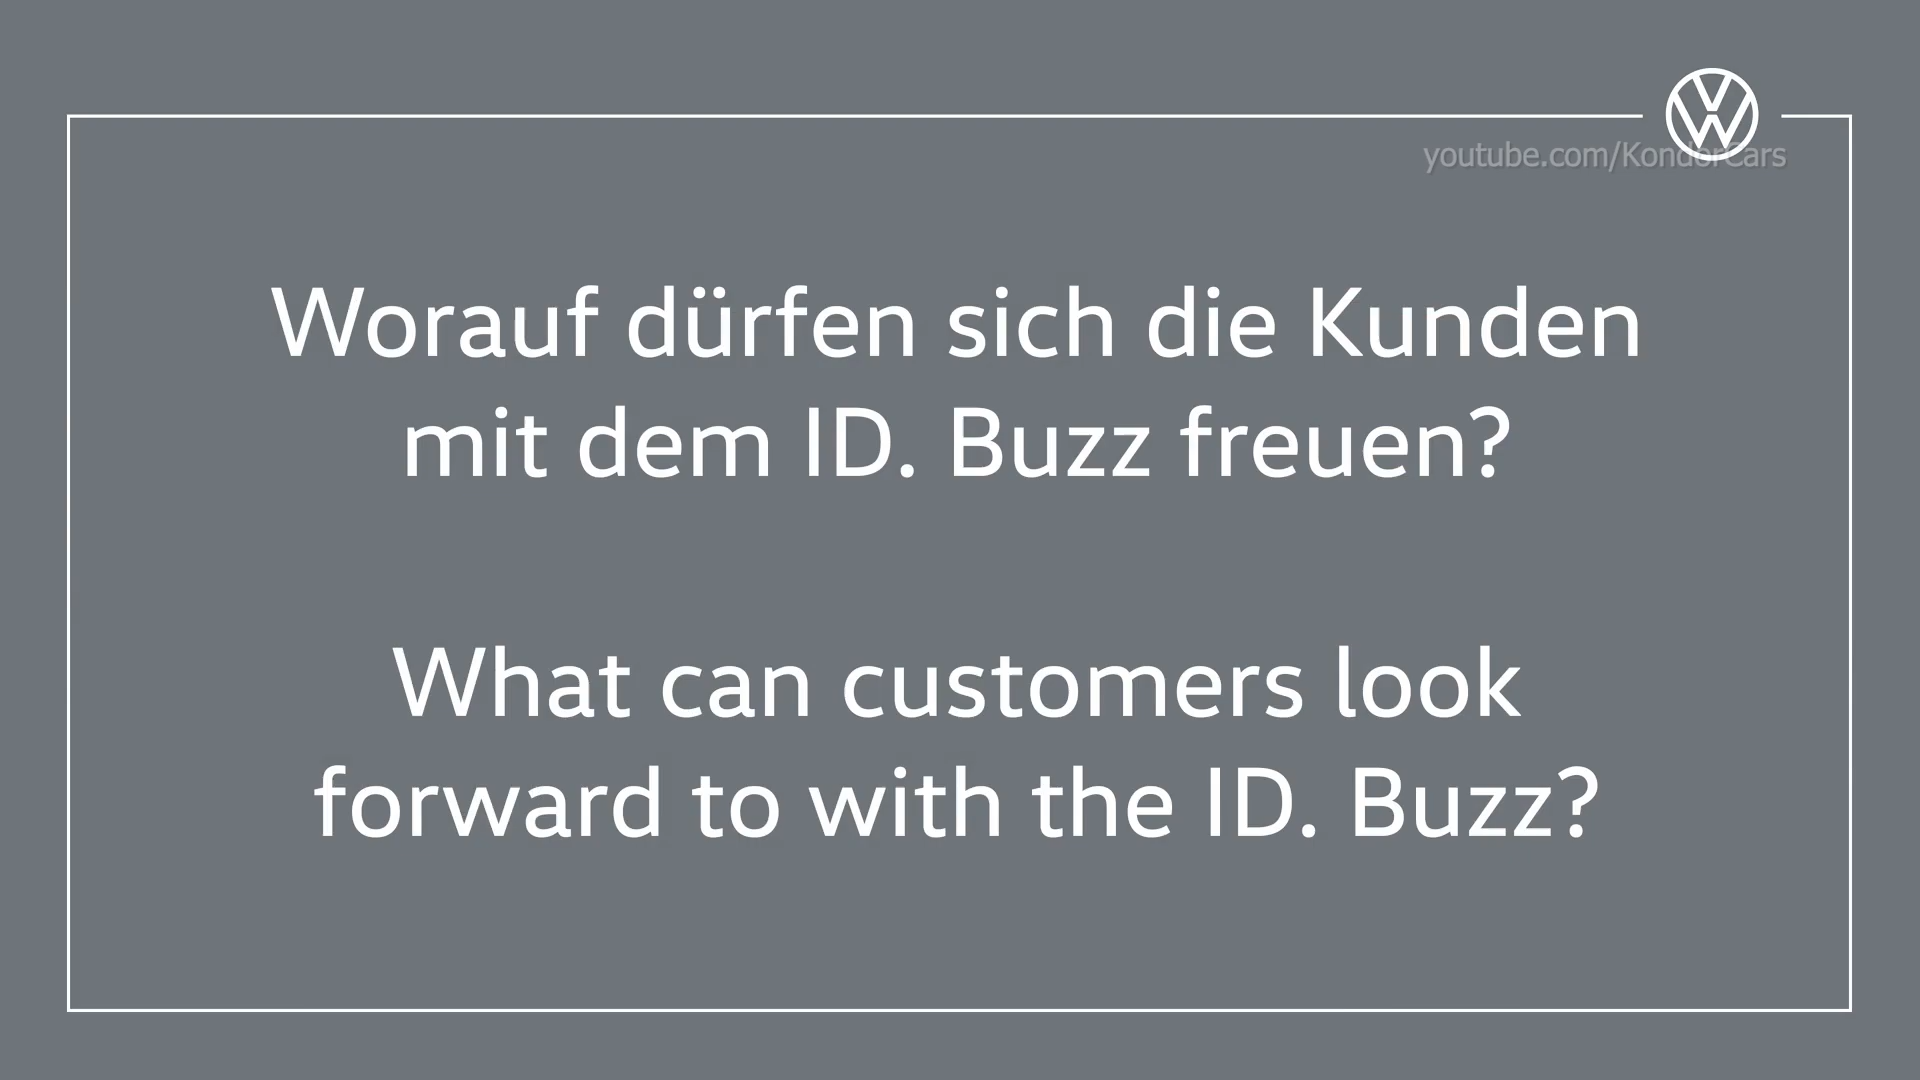 youtube.com/KondorCars
Worauf dürfen sich die Kunden
mit dem ID. Buzz freuen?
What can customers look
forward to with the ID. Buzz?